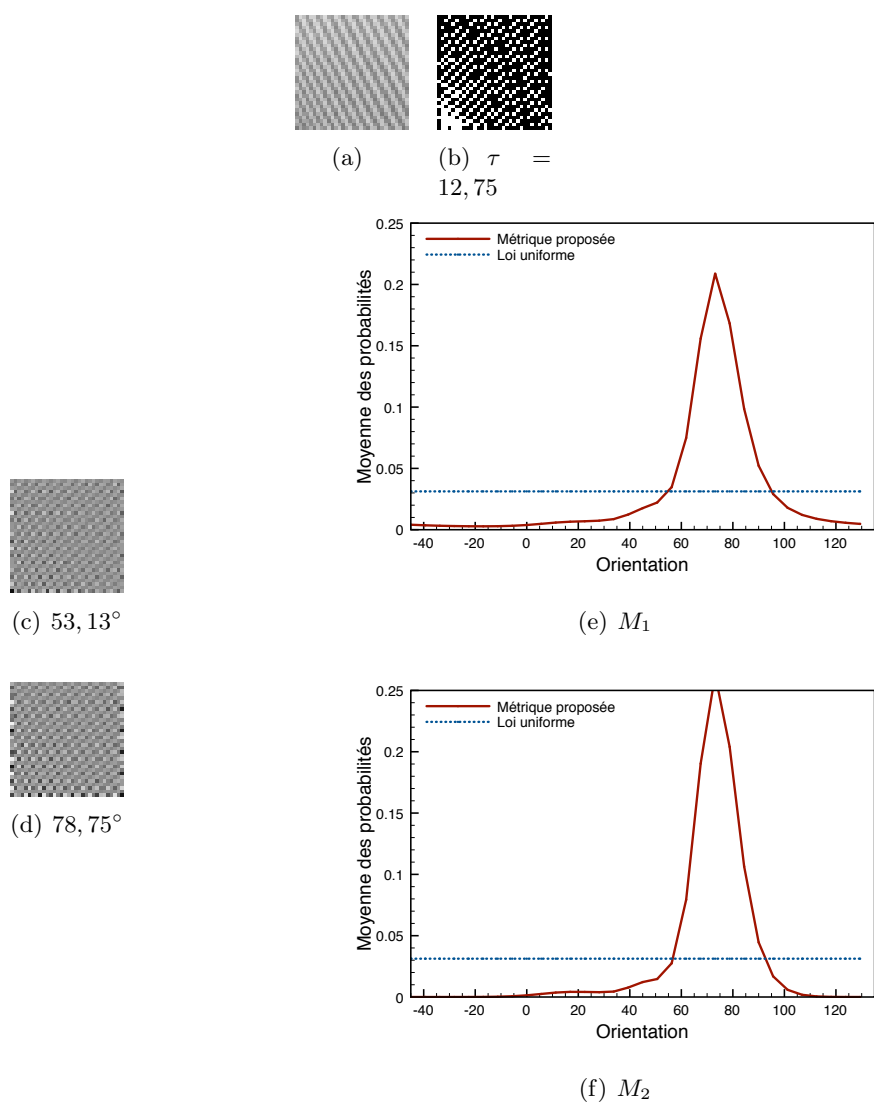 (a)
(b) τ =
12, 75
0.25
0.2
0.15
0.1
0.05
0
Moyenne des probabilités
Métrique proposée
Loi uniforme
-40 -20 0 20 40 60 80 100 120
Orientation
(c) 53, 13°
(e) M₁
0.25
0.2
0.15
0.1
0.05
0
Moyenne des probabilités
Métrique proposée
Loi uniforme
-40 -20 0 20 40 60 80 100 120
Orientation
(d) 78, 75°
(f) M₂